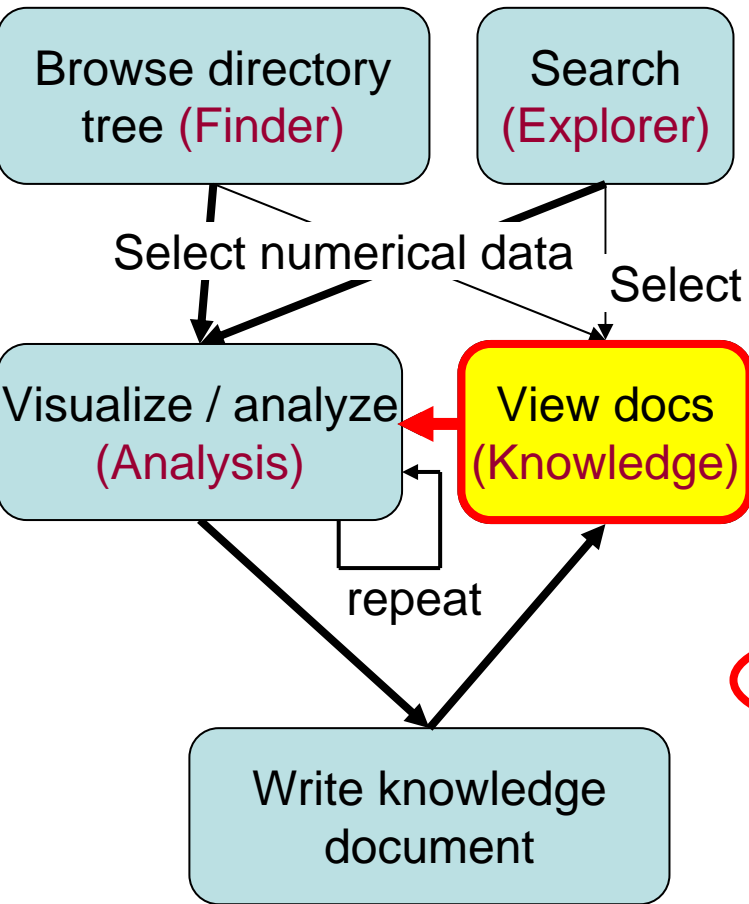 Browse directory
tree (Finder)
Search
(Explorer)
Select numerical data
Select
Visualize / analyze
(Analysis)
View docs
(Knowledge)
repeat
Write knowledge
document